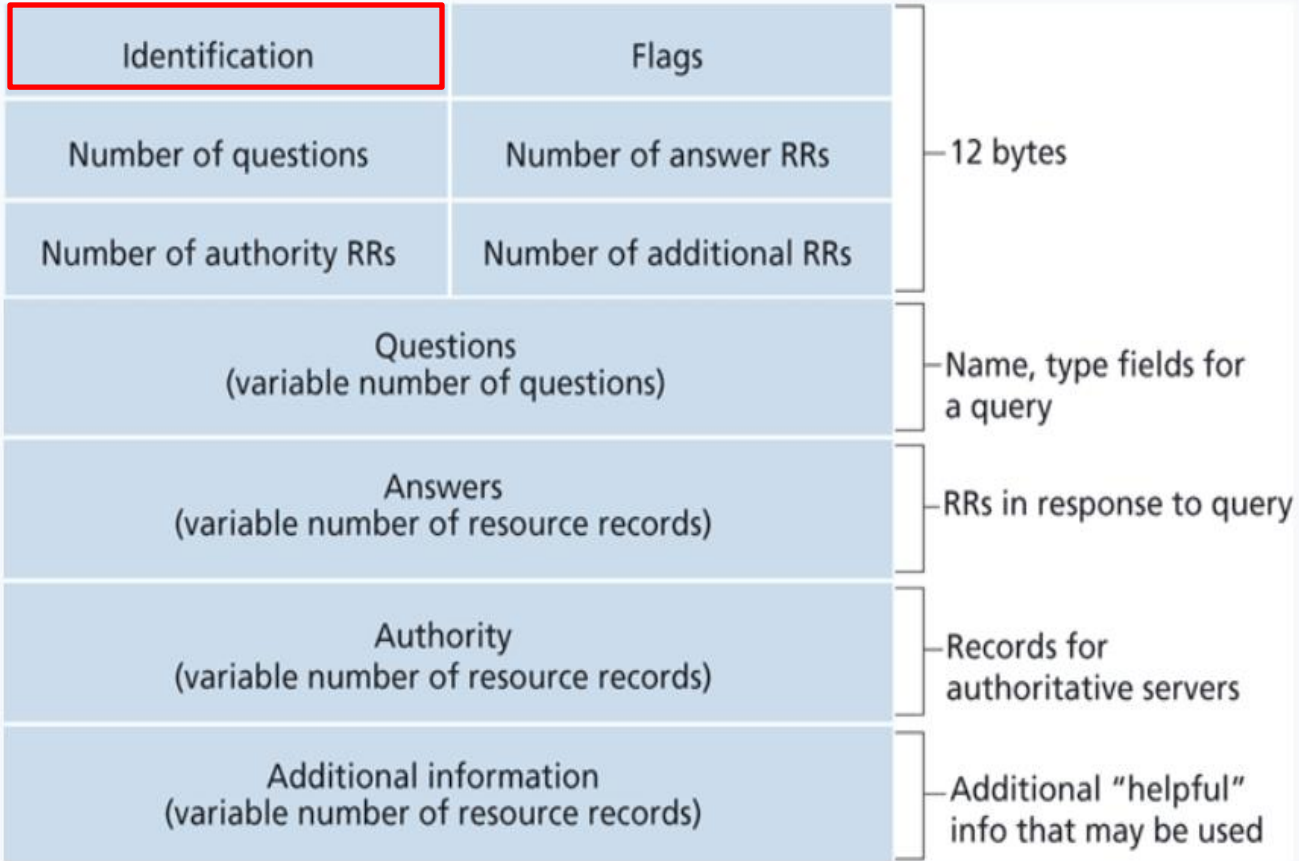 Identification
Flags
Number of questions
Number of answer RRs
12 bytes
Number of authority RRs
Number of additional RRs
Questions
(variable number of questions)
Name, type fields for
a query
Answers
(variable number of resource records)
RRs in response to query
Authority
(variable number of resource records)
Records for
authoritative servers
Additional information
(variable number of resource records)
Additional “helpful”
info that may be used